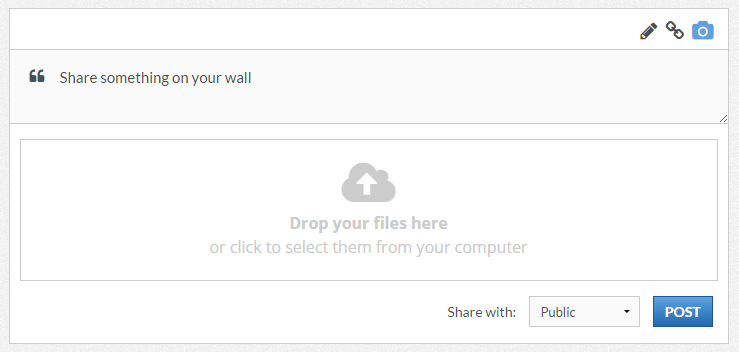 Share something on your wall
Drop your files here
or click to select them from your computer
Share with: Public POST